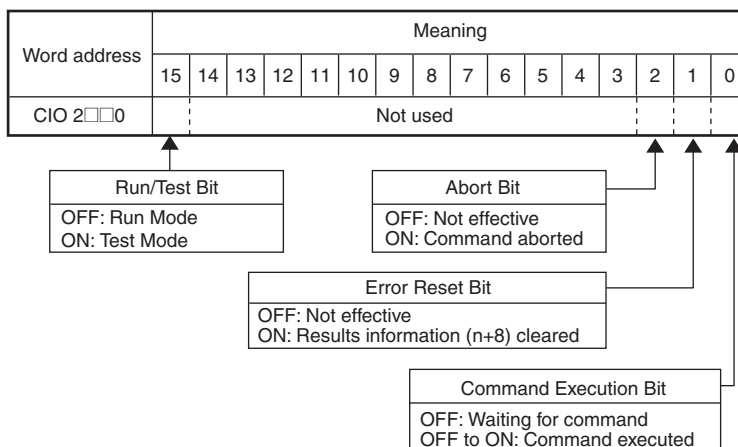 Word address
Meaning
15 14 13 12 11 10 9 8 7 6 5 4 3 2 1 0
CIO 2□□0
Not used
Run/Test Bit
OFF: Run Mode
ON: Test Mode
Abort Bit
OFF: Not effective
ON: Command aborted
Error Reset Bit
OFF: Not effective
ON: Results information (n+8) cleared
Command Execution Bit
OFF: Waiting for command
OFF to ON: Command executed